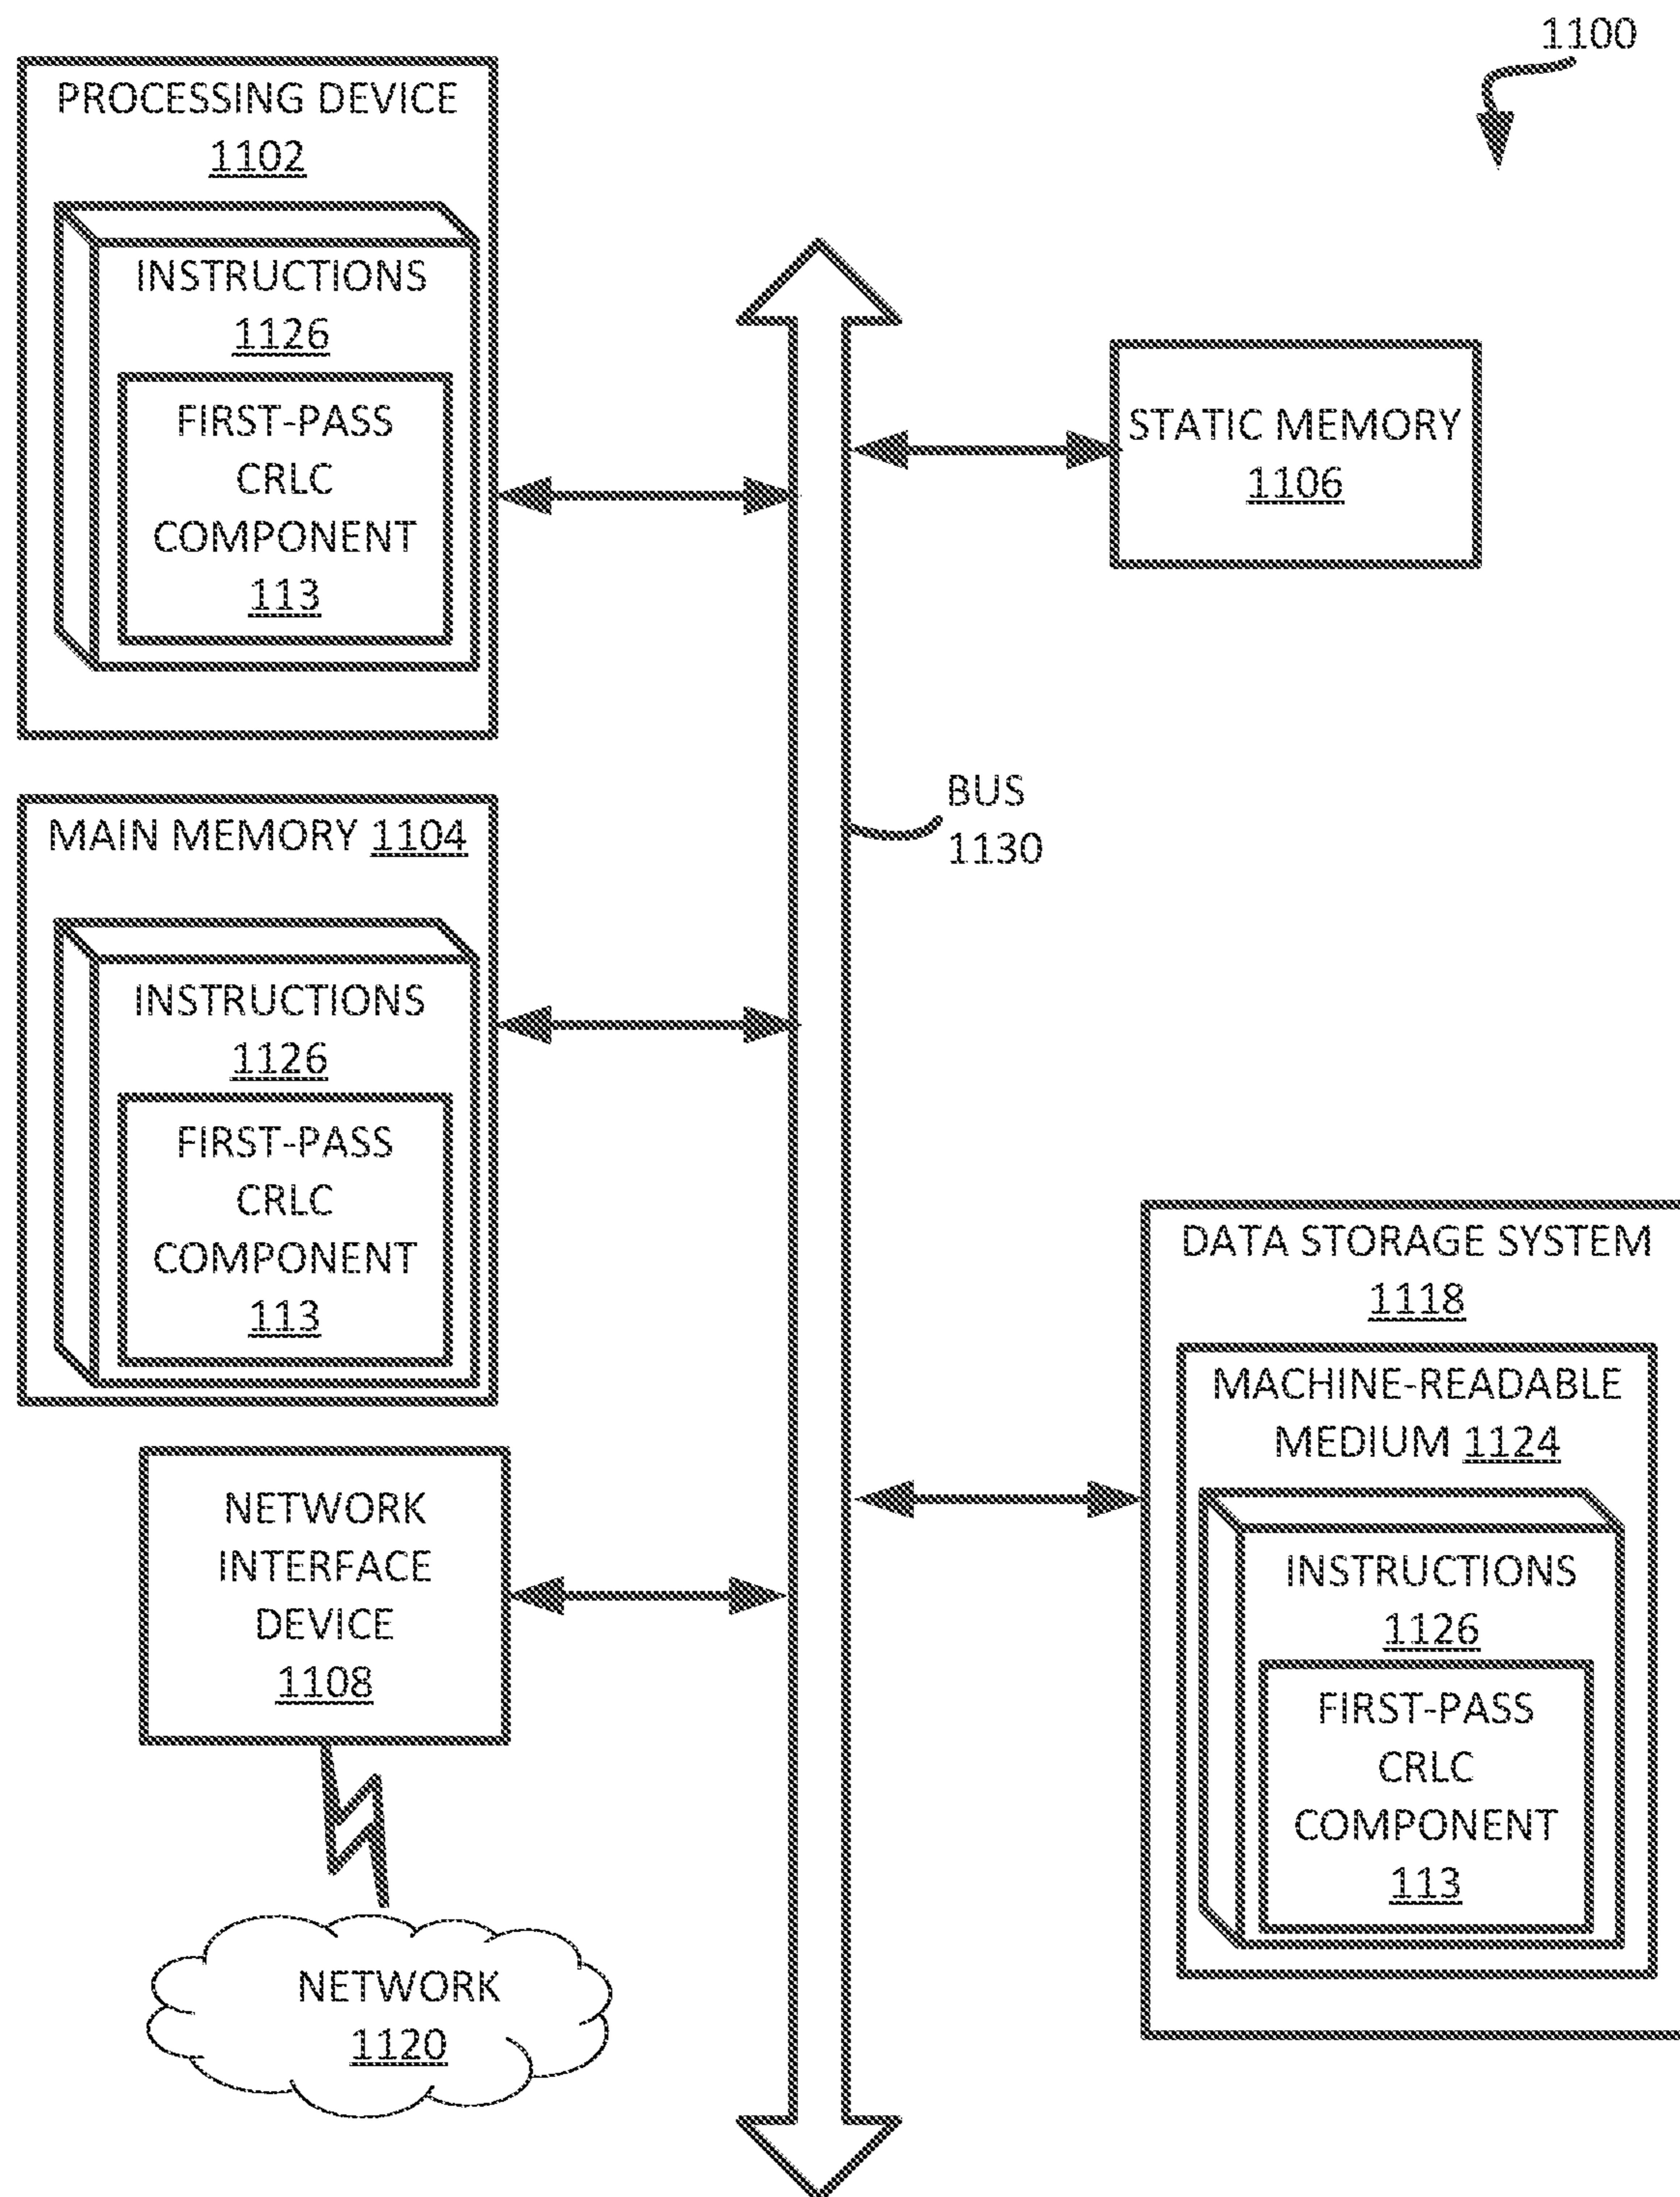 1100
PROCESSING DEVICE
1102
INSTRUCTIONS
1126
FIRST-PASS
CRLC
COMPONENT
113
STATIC MEMORY
1106
BUS
1130
MAIN MEMORY 1104
INSTRUCTIONS
1126
FIRST-PASS
CRLC
COMPONENT
113
DATA STORAGE SYSTEM
1118
MACHINE-READABLE
MEDIUM 1124
INSTRUCTIONS
1126
FIRST-PASS
CRLC
COMPONENT
113
NETWORK
INTERFACE
DEVICE
1108
NETWORK
1120